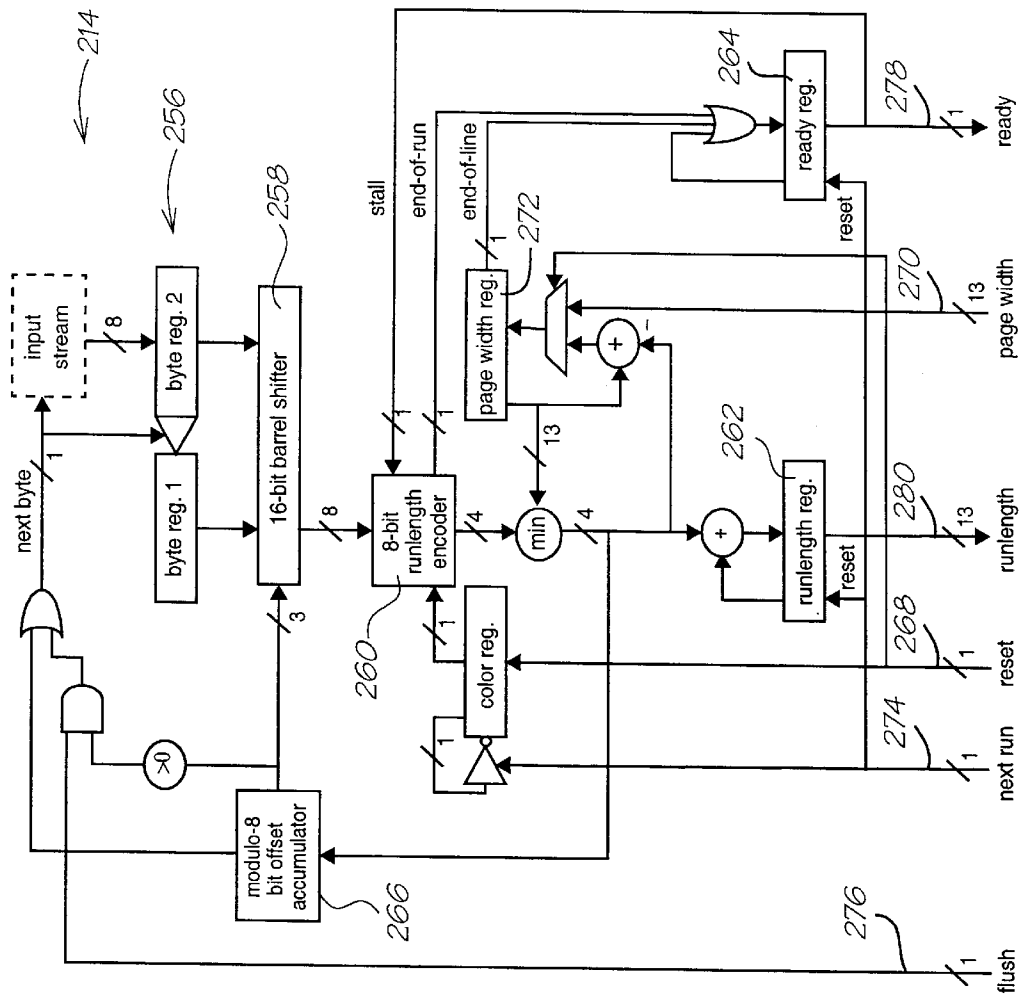 214
256
input
stream
next byte
1
8
byte reg. 1
byte reg. 2
258
16-bit barrel shifter
3
8
>0
modulo-8
bit offset
accumulator
266
stall
end-of-run
end-of-line
1
1
1
8-bit
runlength
encoder
260
4
13
min
4
page width reg.
272
+
−
color reg.
1
1
+
262
runlength reg.
reset
264
ready reg.
reset
276
1
flush
274
1
next run
268
1
reset
280
13
runlength
270
13
page width
278
1
ready